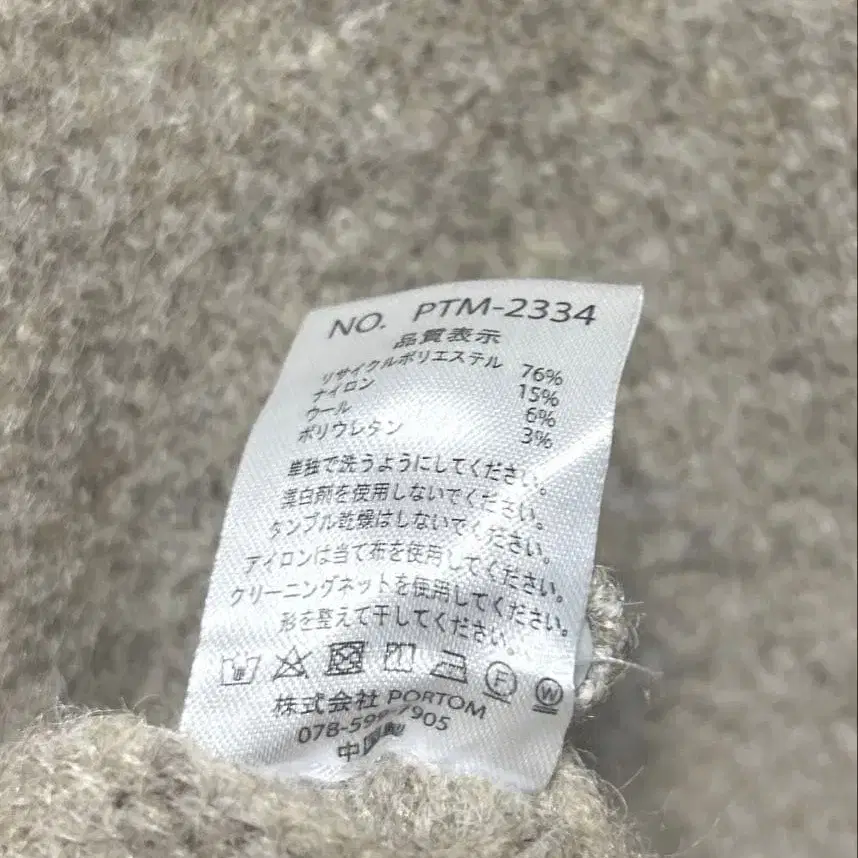 NO. PTM-2334
品質表示
リサイクルポリエステル 76%
ナイロン 15%
ウール 6%
ポリウレタン 3%
単独で洗うようにしてください。
漂白剤を使用しないでください。
タンブル乾燥はしないでください。
アイロンは当て布を使用してください。
クリーニングネットを使用してください。
形を整えて干してください。
F W
株式会社 PORTOM
中国製